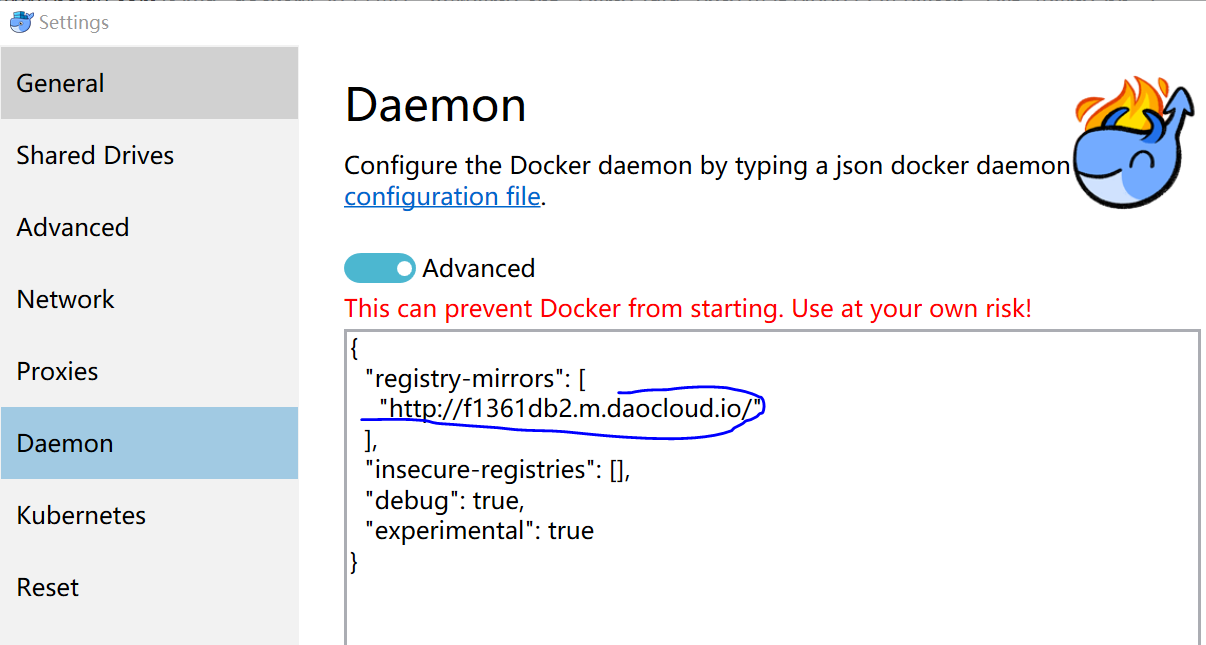 Settings
General
Shared Drives
Advanced
Network
Proxies
Daemon
Kubernetes
Reset
Daemon
Configure the Docker daemon by typing a json docker daemon
configuration file.
Advanced
This can prevent Docker from starting. Use at your own risk!
{
"registry-mirrors": [
"http://f1361db2.m.daocloud.io/"
],
"insecure-registries": [],
"debug": true,
"experimental": true
}